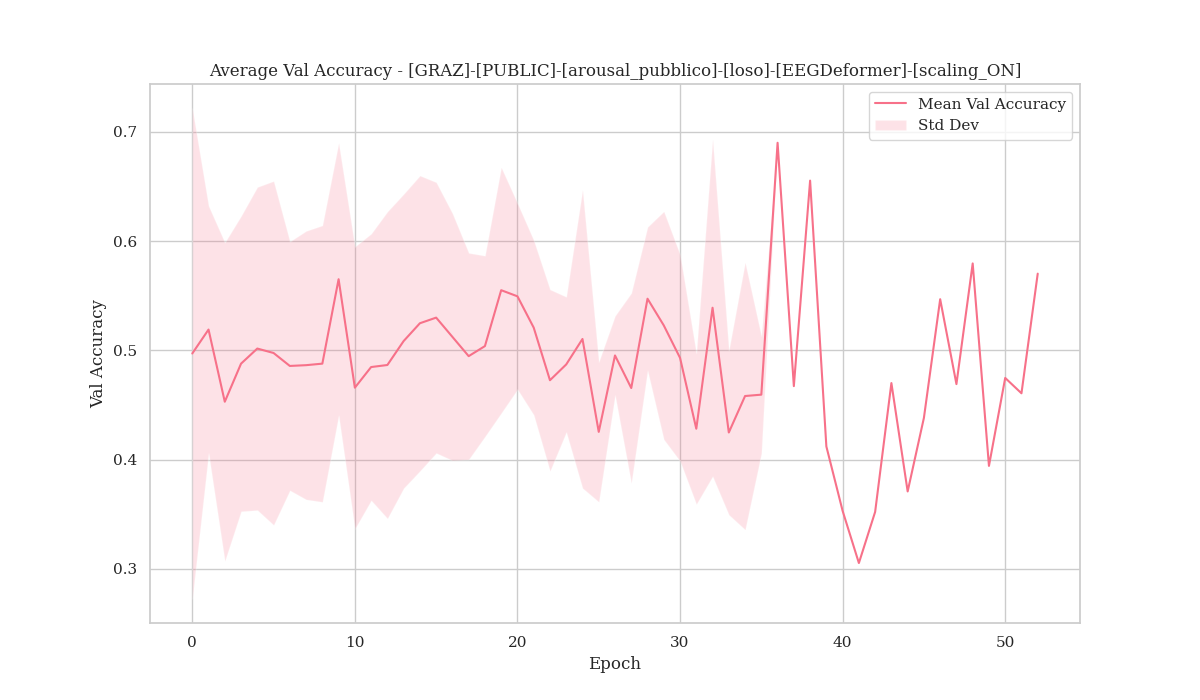 Average Val Accuracy - [GRAZ]-[PUBLIC]-[arousal_pubblico]-[loso]-[EEGDeformer]-[scaling_ON]
Mean Val Accuracy
Std Dev
0.7
0.6
0.5
0.4
0.3
Val Accuracy
0 10 20 30 40 50
Epoch